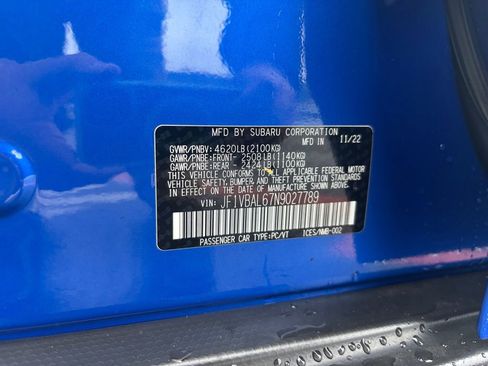 MFD BY SUBARU CORPORATION MFD IN 11/22
GVWR/PNBV: 4620LB(2100KG)
GAWR/PNBE:FRONT- 2508LB(1140KG)
GAWR/PNBE:REAR - 2424LB(1100KG)
THIS VEHICLE CONFORMS TO ALL APPLICABLE FEDERAL MOTOR
VEHICLE SAFETY, BUMPER, AND THEFT PREVENTION STANDARDS
IN EFFECT ON THE DATE OF MANUFACTURE SHOWN ABOVE.
VIN: JF1VBAL67N9027789
PASSENGER CAR TYPE:PC/VT ICES/NMB-002